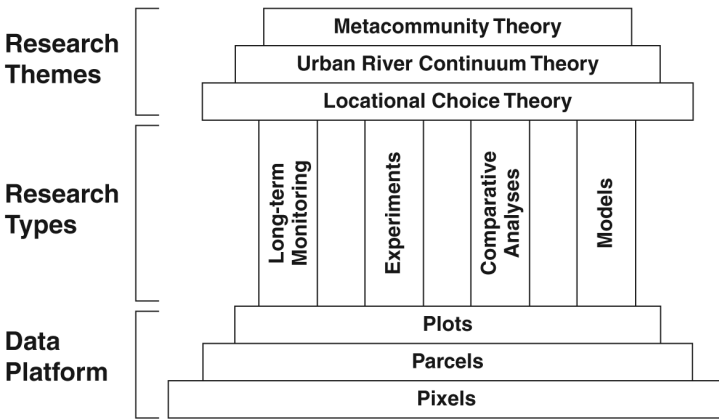 Research
Themes
Metacommunity Theory
Urban River Continuum Theory
Locational Choice Theory
Research
Types
Long-term
Monitoring
Experiments
Comparative
Analyses
Models
Data
Platform
Plots
Parcels
Pixels